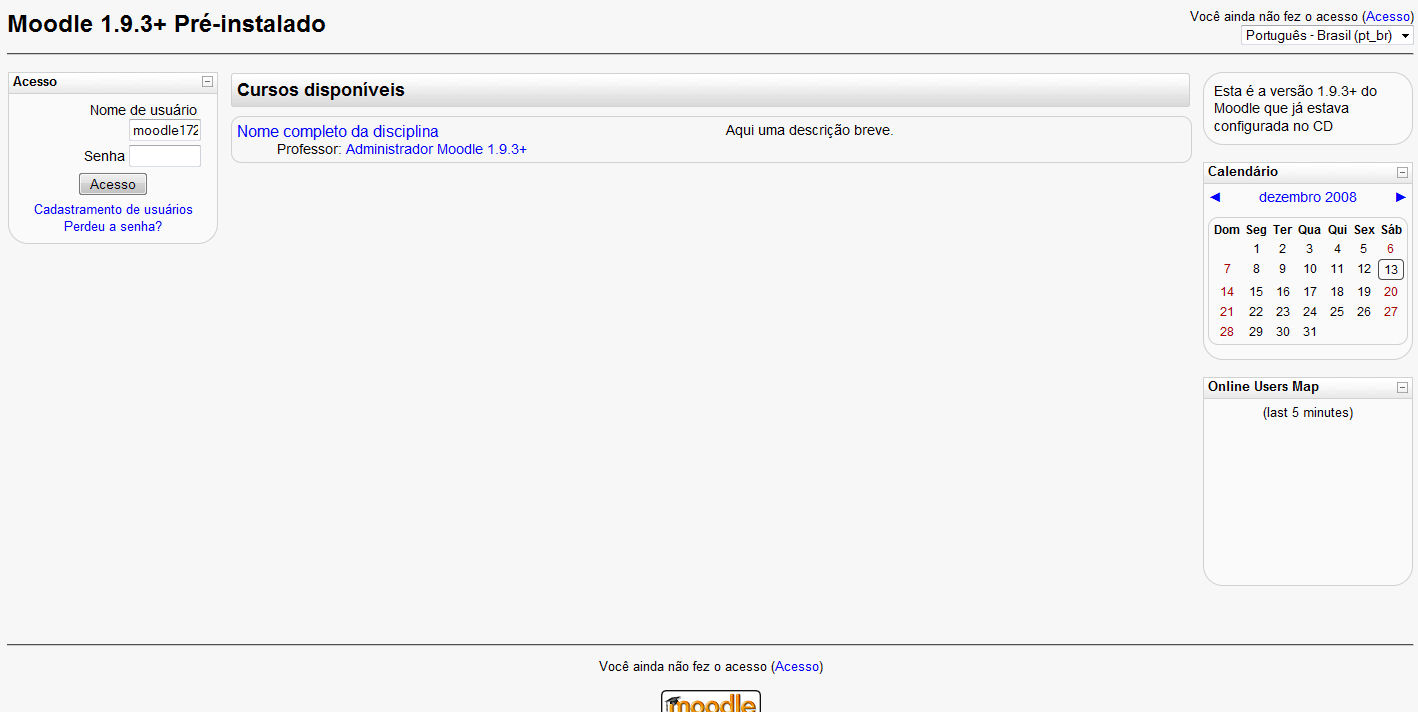 Moodle 1.9.3+ Pré-instalado
Você ainda não fez o acesso (Acesso)
Português - Brasil (pt_br)
Acesso
Nome de usuário
moodle172
Senha
Acesso
Cadastramento de usuários
Perdeu a senha?
Cursos disponíveis
Nome completo da disciplina
Aqui uma descrição breve.
Professor: Administrador Moodle 1.9.3+
Esta é a versão 1.9.3+ do
Moodle que já estava
configurada no CD
Calendário
◄ dezembro 2008 ►
Dom Seg Ter Qua Qui Sex Sáb
1 2 3 4 5 6
7 8 9 10 11 12 13
14 15 16 17 18 19 20
21 22 23 24 25 26 27
28 29 30 31
Online Users Map
(last 5 minutes)
Você ainda não fez o acesso (Acesso)
moodle